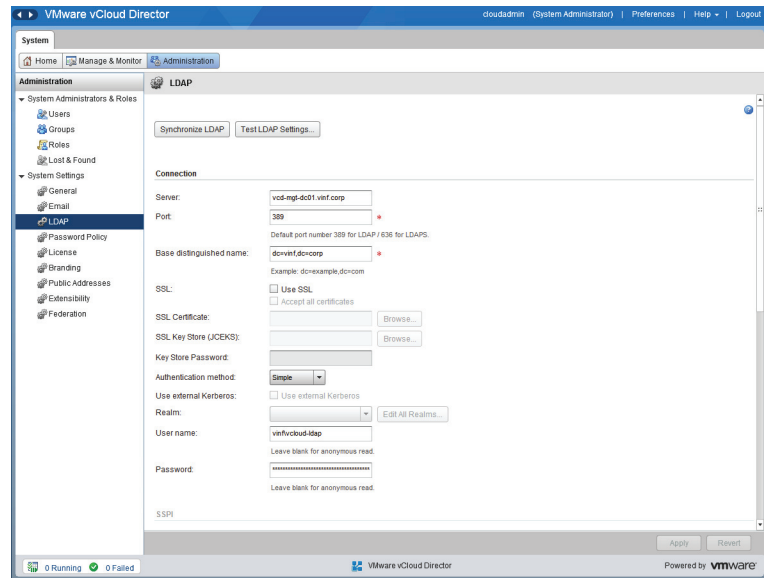 VMware vCloud Director
cloudadmin (System Administrator) | Preferences | Help | Logout
System
Home Manage & Monitor Administration
Administration
LDAP
System Administrators & Roles
Users
Groups
Roles
Lost & Found
System Settings
General
Email
LDAP
Password Policy
License
Branding
Public Addresses
Extensibility
Federation
Synchronize LDAP Test LDAP Settings...
Connection
Server: vcd-mgt-dc01.vinf.corp
Port: 389 *
Default port number 389 for LDAP / 636 for LDAPS.
Base distinguished name: dc=vinf,dc=corp *
Example: dc=example,dc=com
SSL: Use SSL
Accept all certificates
SSL Certificate: Browse...
SSL Key Store (JCEKS): Browse...
Key Store Password:
Authentication method: Simple
Use external Kerberos: Use external Kerberos
Realm: Edit All Realms...
User name: vinf\vcloud-ldap
Leave blank for anonymous read.
Password: ****************************************
Leave blank for anonymous read.
SSPI
Apply Revert
0 Running 0 Failed
VMware vCloud Director
Powered by vmware